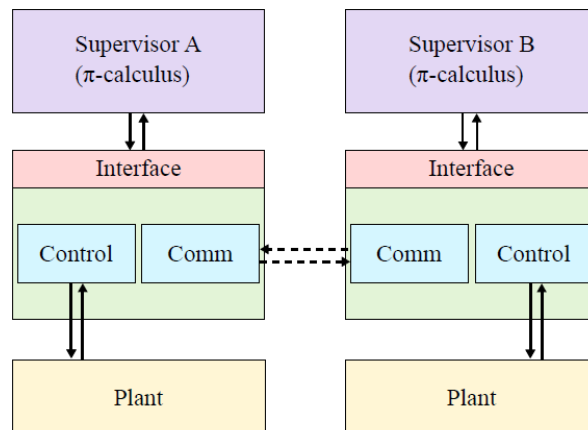 Supervisor A
(π-calculus)
Supervisor B
(π-calculus)
Interface
Interface
Control
Comm
Comm
Control
Plant
Plant